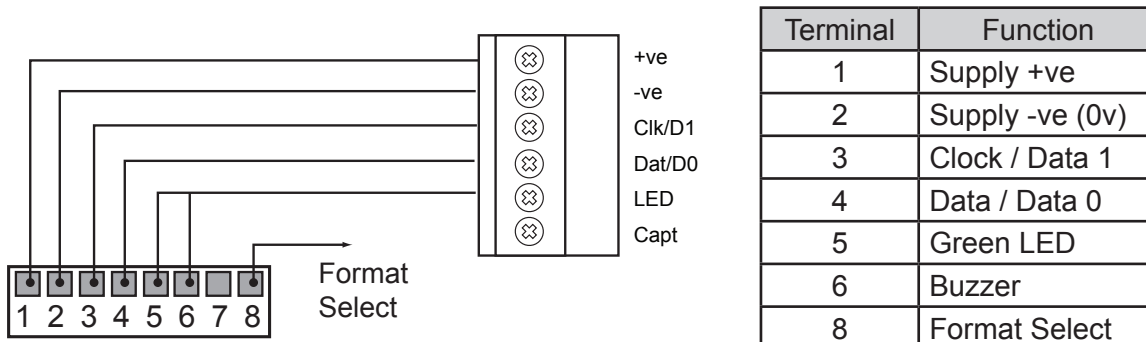 +ve
-ve
Clk/D1
Dat/D0
LED
Capt
Format
Select
1 2 3 4 5 6 7 8
Terminal Function
1 Supply +ve
2 Supply -ve (0v)
3 Clock / Data 1
4 Data / Data 0
5 Green LED
6 Buzzer
8 Format Select